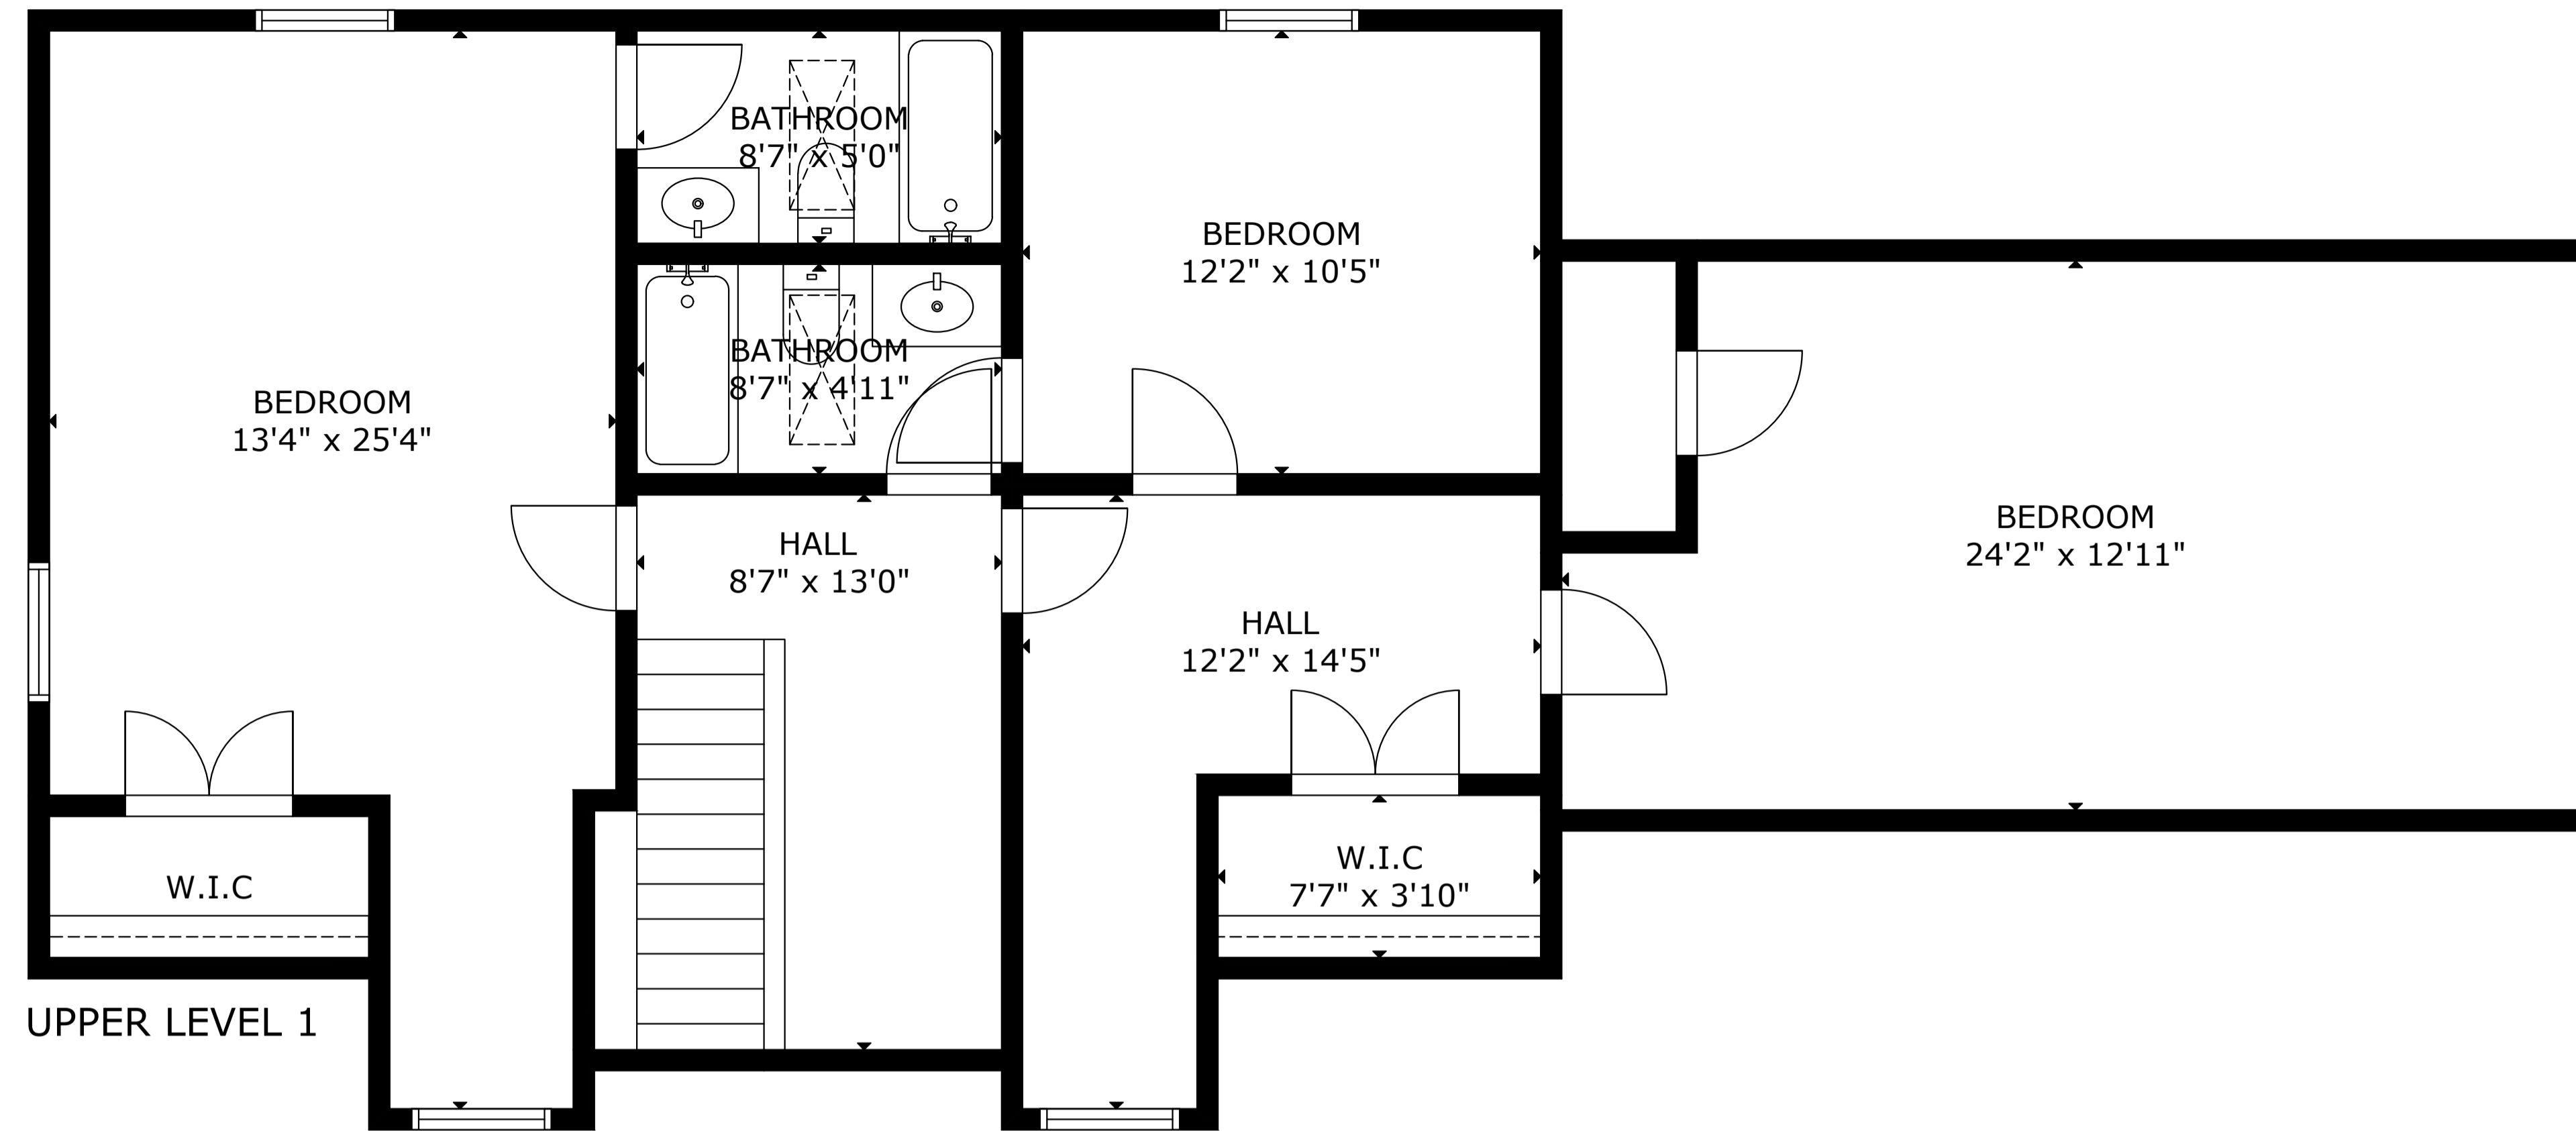 BATHROOM
8'7" x 5'0"
BEDROOM
12'2" x 10'5"
BATHROOM
8'7" x 4'11"
BEDROOM
13'4" x 25'4"
HALL
8'7" x 13'0"
BEDROOM
24'2" x 12'11"
HALL
12'2" x 14'5"
W.I.C
W.I.C
7'7" x 3'10"
UPPER LEVEL 1